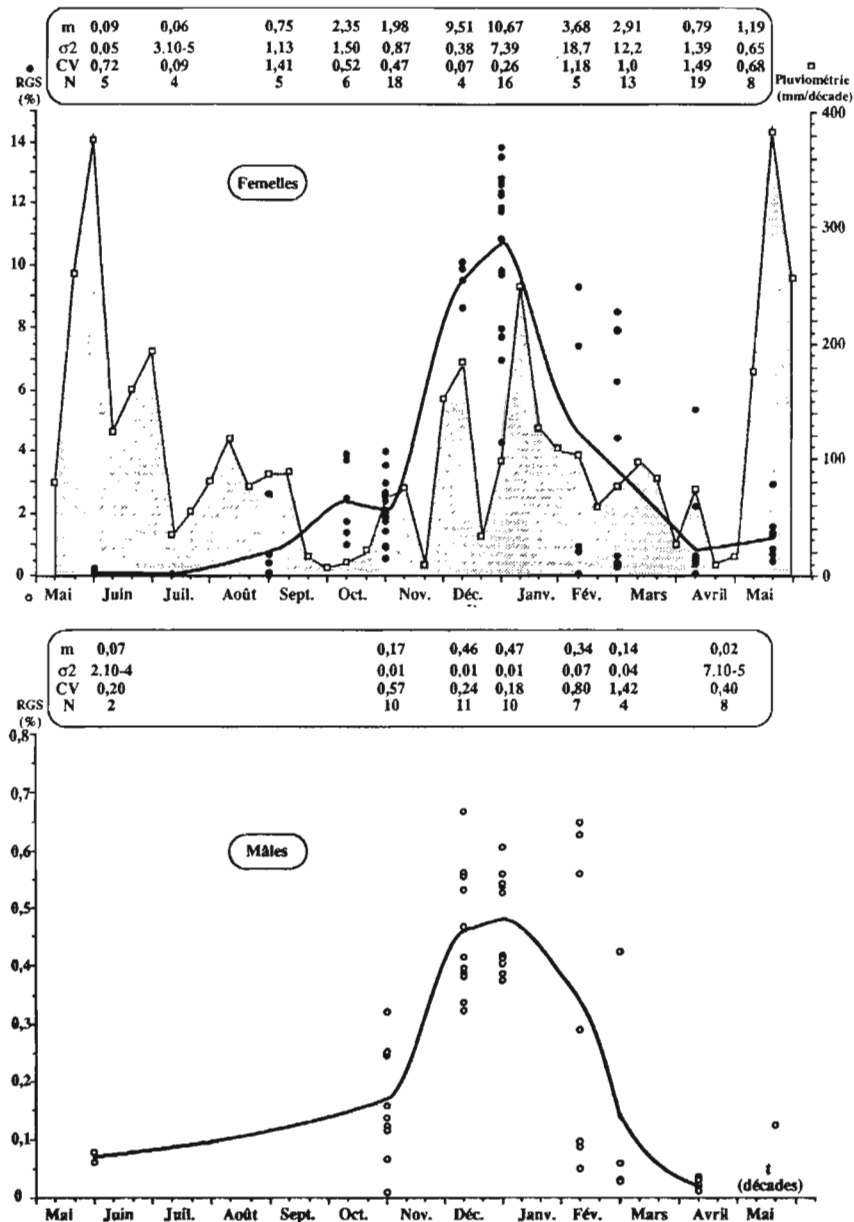 m 0,09 0,06 0,75 2,35 1,98 9,51 10,67 3,68 2,91 0,79 1,19
σ2 0,05 3.10-5 1,13 1,50 0,87 0,38 7,39 18,7 12,2 1,39 0,65
CV 0,72 0,09 1,41 0,52 0,47 0,07 0,26 1,18 1,0 1,49 0,68
N 5 4 5 6 18 4 16 5 13 19 8
RGS
(%)
Pluviométrie
(mm/décade)
14
12
10
8
6
4
2
0
400
300
200
100
0
Femelles
Mai Juin Juil. Août Sept. Oct. Nov. Déc. Janv. Fév. Mars Avril Mai
m 0,07 0,17 0,46 0,47 0,34 0,14 0,02
σ2 2.10-4 0,01 0,01 0,01 0,07 0,04 7.10-5
CV 0,20 0,57 0,24 0,18 0,80 1,42 0,40
N 2 10 11 10 7 4 8
RGS
(%)
0,8
0,7
0,6
0,5
0,4
0,3
0,2
0,1
0
Mâles
t
(décades)
Mai Juin Juil. Août Sept. Oct. Nov. Déc. Janv. Fév. Mars Avril Mai